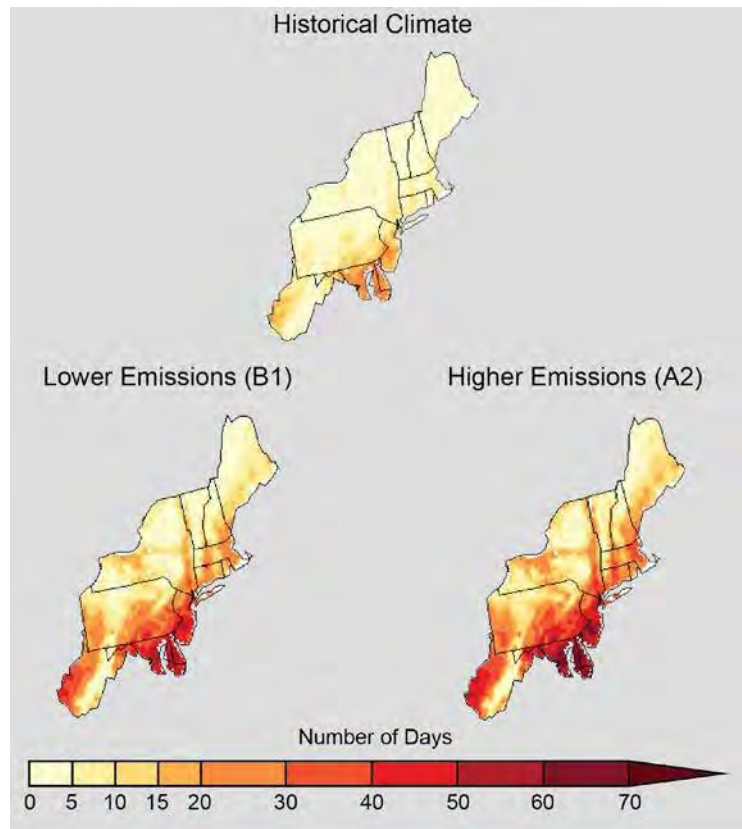 Historical Climate
Lower Emissions (B1)
Higher Emissions (A2)
Number of Days
0 5 10 15 20 30 40 50 60 70